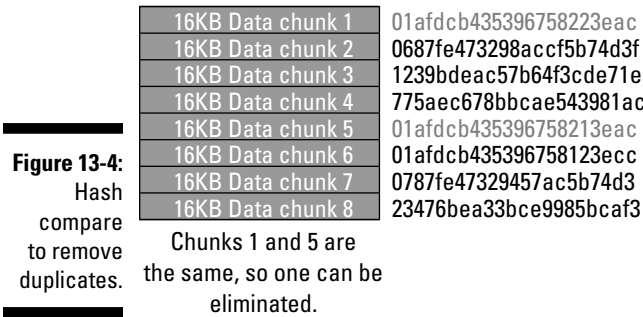 16KB Data chunk 1 01afdcb435396758223eac
16KB Data chunk 2 0687fe473298accf5b74d3f
16KB Data chunk 3 1239bdeac57b64f3cde71e
16KB Data chunk 4 775aec678bbcae543981ac
16KB Data chunk 5 01afdcb435396758213eac
16KB Data chunk 6 01afdcb435396758123ecc
16KB Data chunk 7 0787fe47329457ac5b74d3
16KB Data chunk 8 23476bea33bce9985bcaf3
Chunks 1 and 5 are
the same, so one can be
eliminated.
Figure 13-4:
Hash
compare
to remove
duplicates.